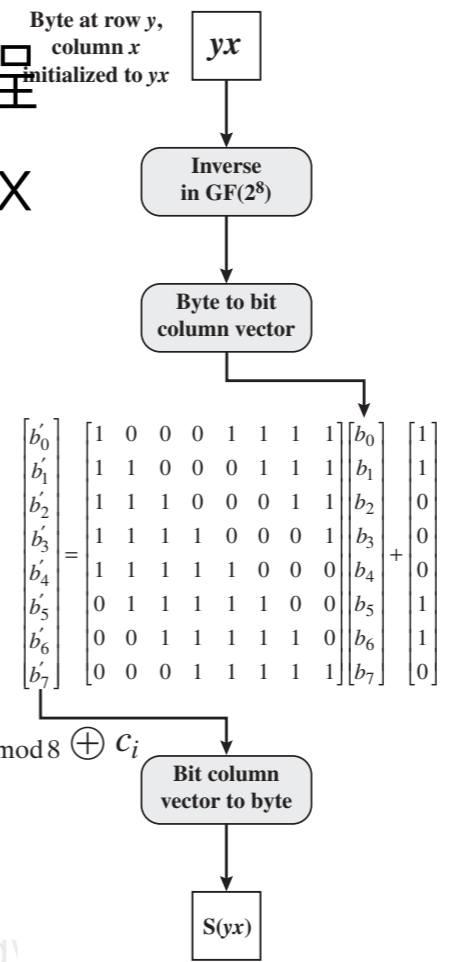 Byte at row y,
column x
initialized to yx
程
yx
x
Inverse
in GF(2⁸)
Byte to bit
column vector
b′0 1 0 0 0 1 1 1 1 b0 1
b′1 1 1 0 0 0 1 1 1 b1 1
b′2 1 1 1 0 0 0 1 1 b2 0
b′3 = 1 1 1 1 0 0 0 1 b3 + 0
b′4 1 1 1 1 1 0 0 0 b4 0
b′5 0 1 1 1 1 1 0 0 b5 1
b′6 0 0 1 1 1 1 1 0 b6 1
b′7 0 0 0 1 1 1 1 1 b7 0
mod 8 ⊕ ci
Bit column
vector to byte
S(yx)